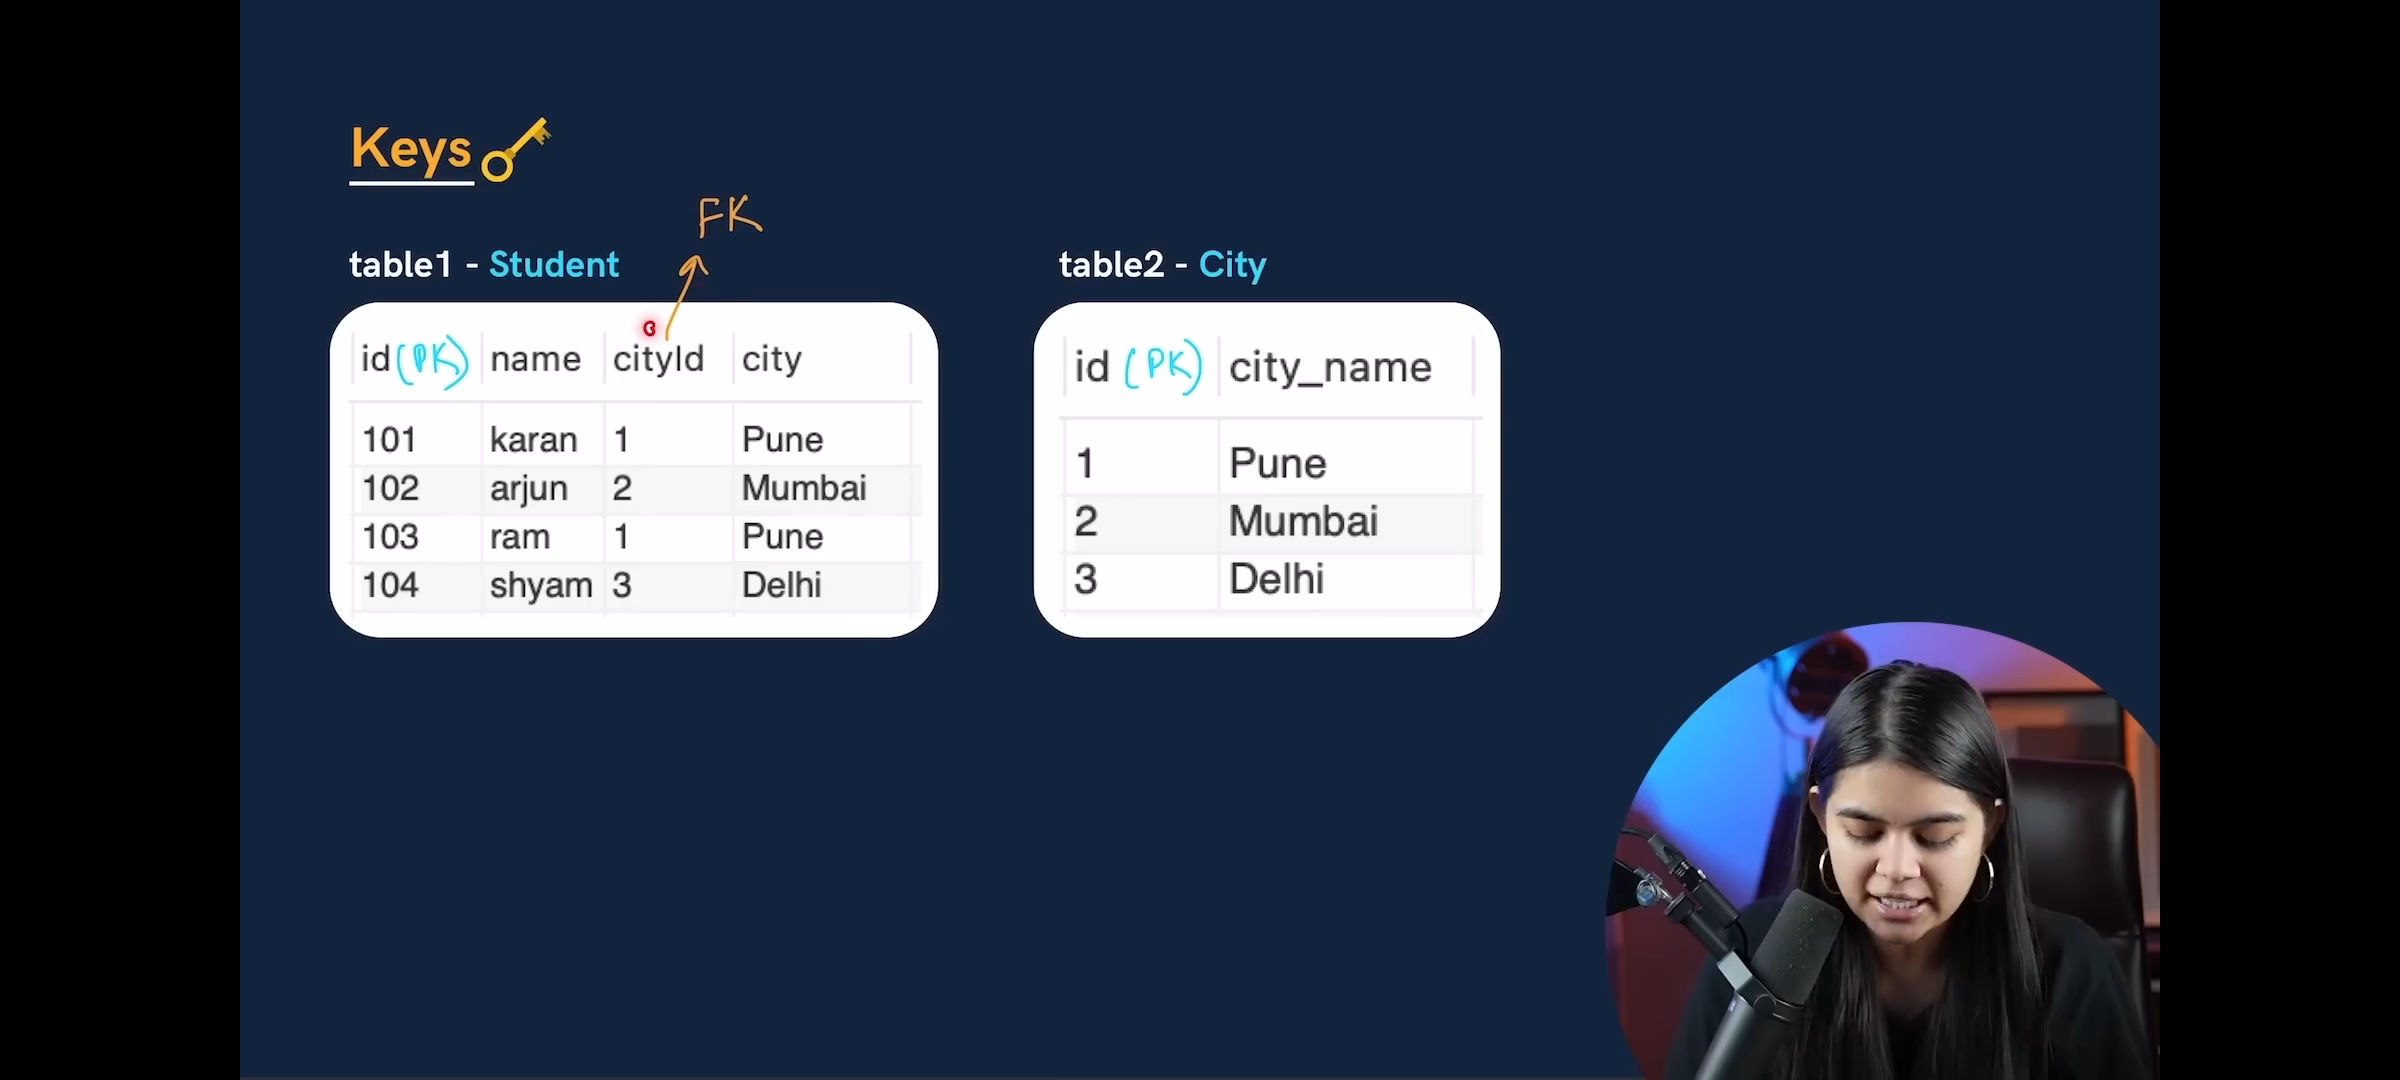 Keys
FK
table1 - Student
id (PK) name cityId city
101 karan 1 Pune
102 arjun 2 Mumbai
103 ram 1 Pune
104 shyam 3 Delhi
table2 - City
id (PK) city_name
1 Pune
2 Mumbai
3 Delhi